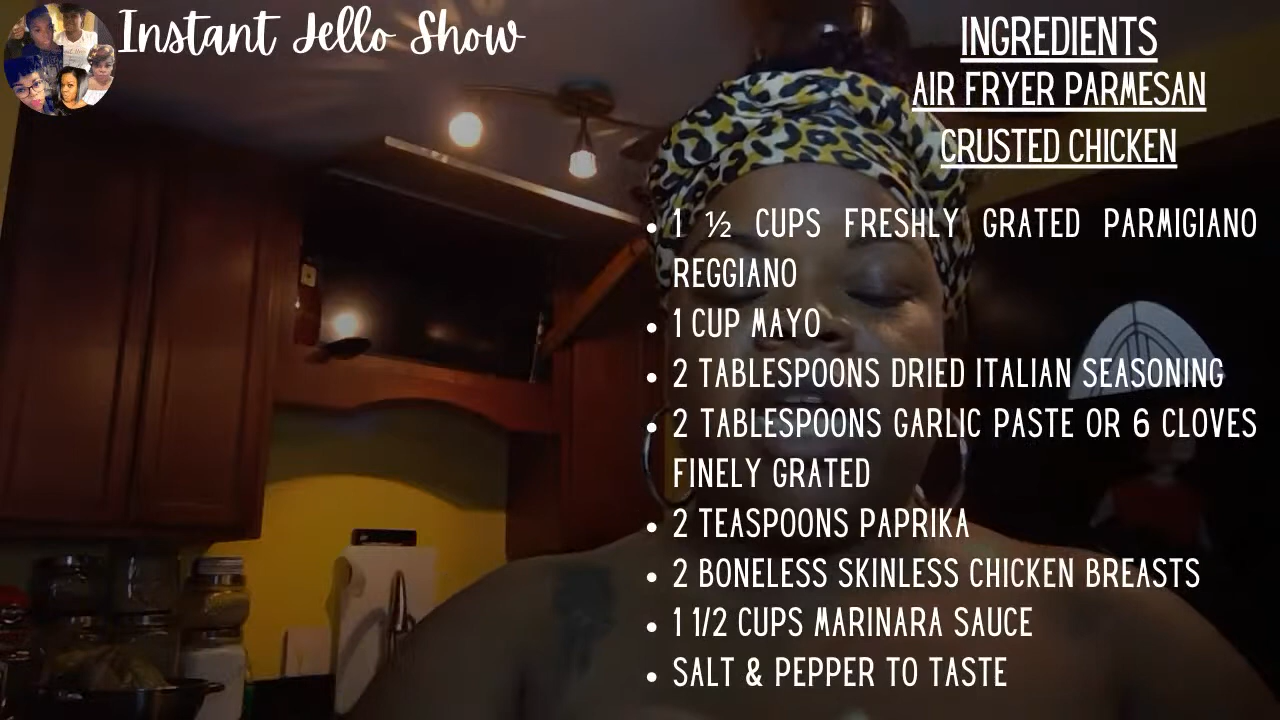 Instant Jello Show
INGREDIENTS
AIR FRYER PARMESAN
CRUSTED CHICKEN
• 1 ½ CUPS FRESHLY GRATED PARMIGIANO
REGGIANO
• 1 CUP MAYO
• 2 TABLESPOONS DRIED ITALIAN SEASONING
• 2 TABLESPOONS GARLIC PASTE OR 6 CLOVES
FINELY GRATED
• 2 TEASPOONS PAPRIKA
• 2 BONELESS SKINLESS CHICKEN BREASTS
• 1 1/2 CUPS MARINARA SAUCE
• SALT & PEPPER TO TASTE